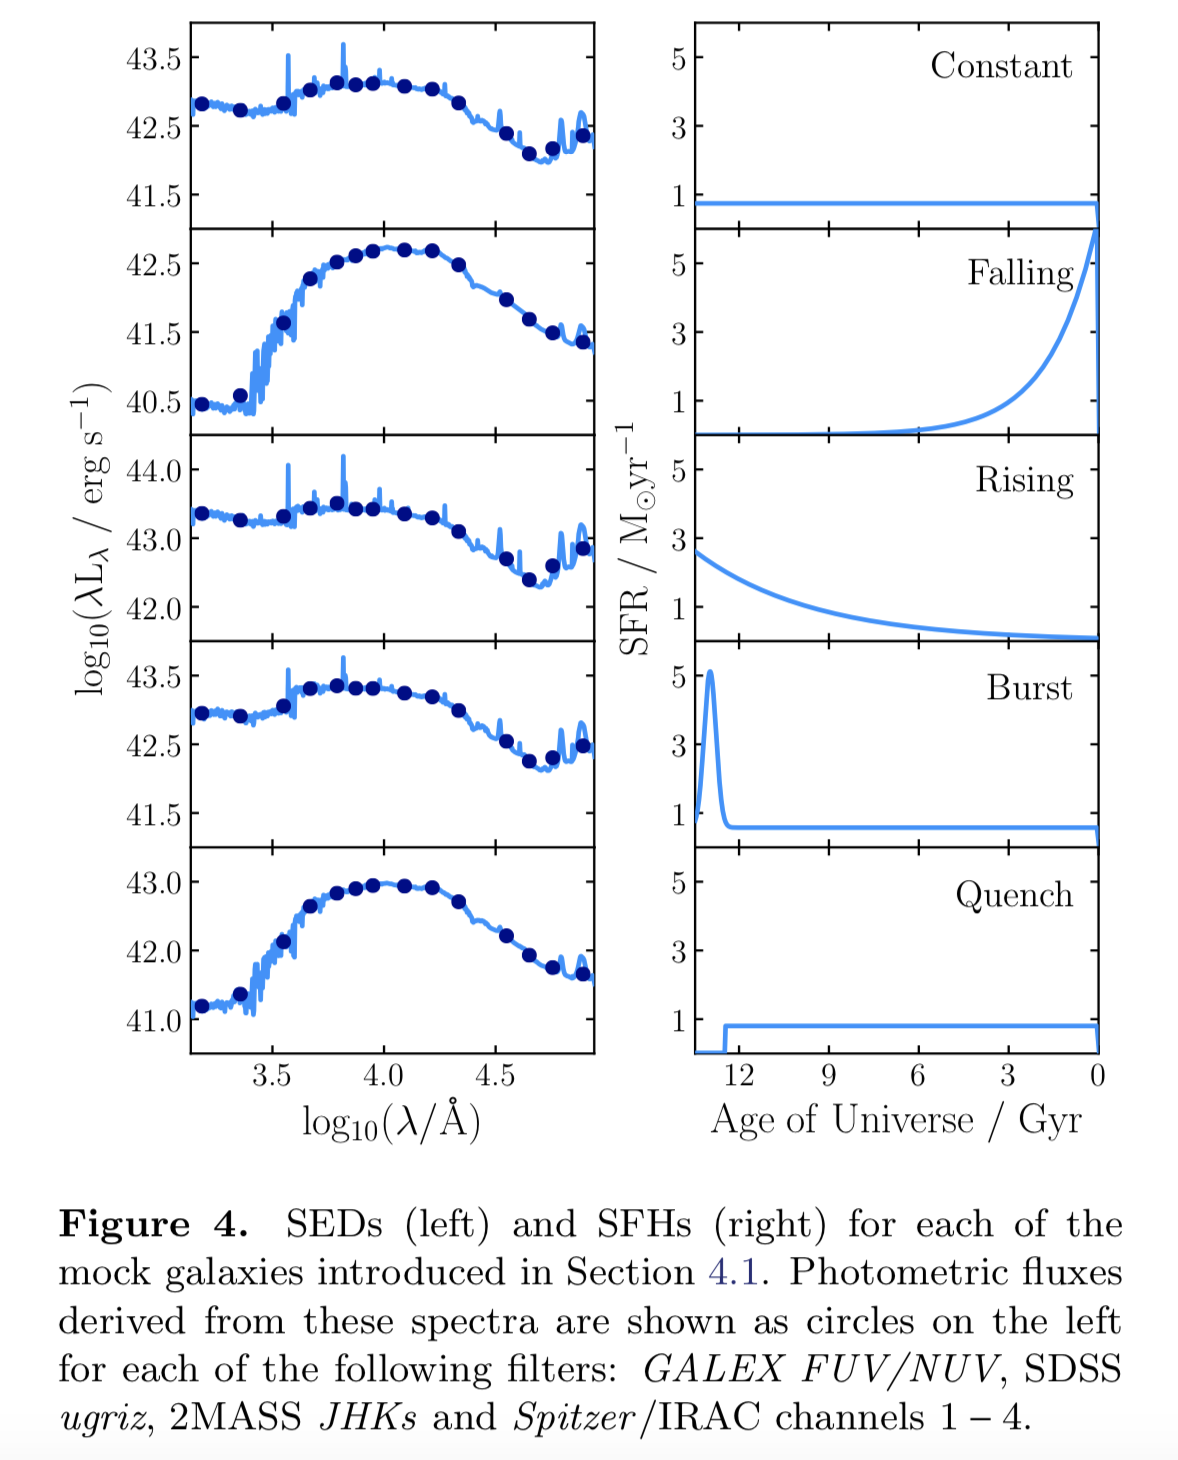 43.5
42.5
41.5
5
3
1
Constant
42.5
41.5
40.5
5
3
1
Falling
44.0
43.0
42.0
5
3
1
Rising
43.5
42.5
41.5
5
3
1
Burst
43.0
42.0
41.0
5
3
1
Quench
log10(λLλ / erg s−1)
SFR / M⊙yr−1
3.5 4.0 4.5
12 9 6 3 0
log10(λ/Å)
Age of Universe / Gyr
Figure 4. SEDs (left) and SFHs (right) for each of the
mock galaxies introduced in Section 4.1. Photometric fluxes
derived from these spectra are shown as circles on the left
for each of the following filters: GALEX FUV/NUV, SDSS
ugriz, 2MASS JHKs and Spitzer/IRAC channels 1 – 4.